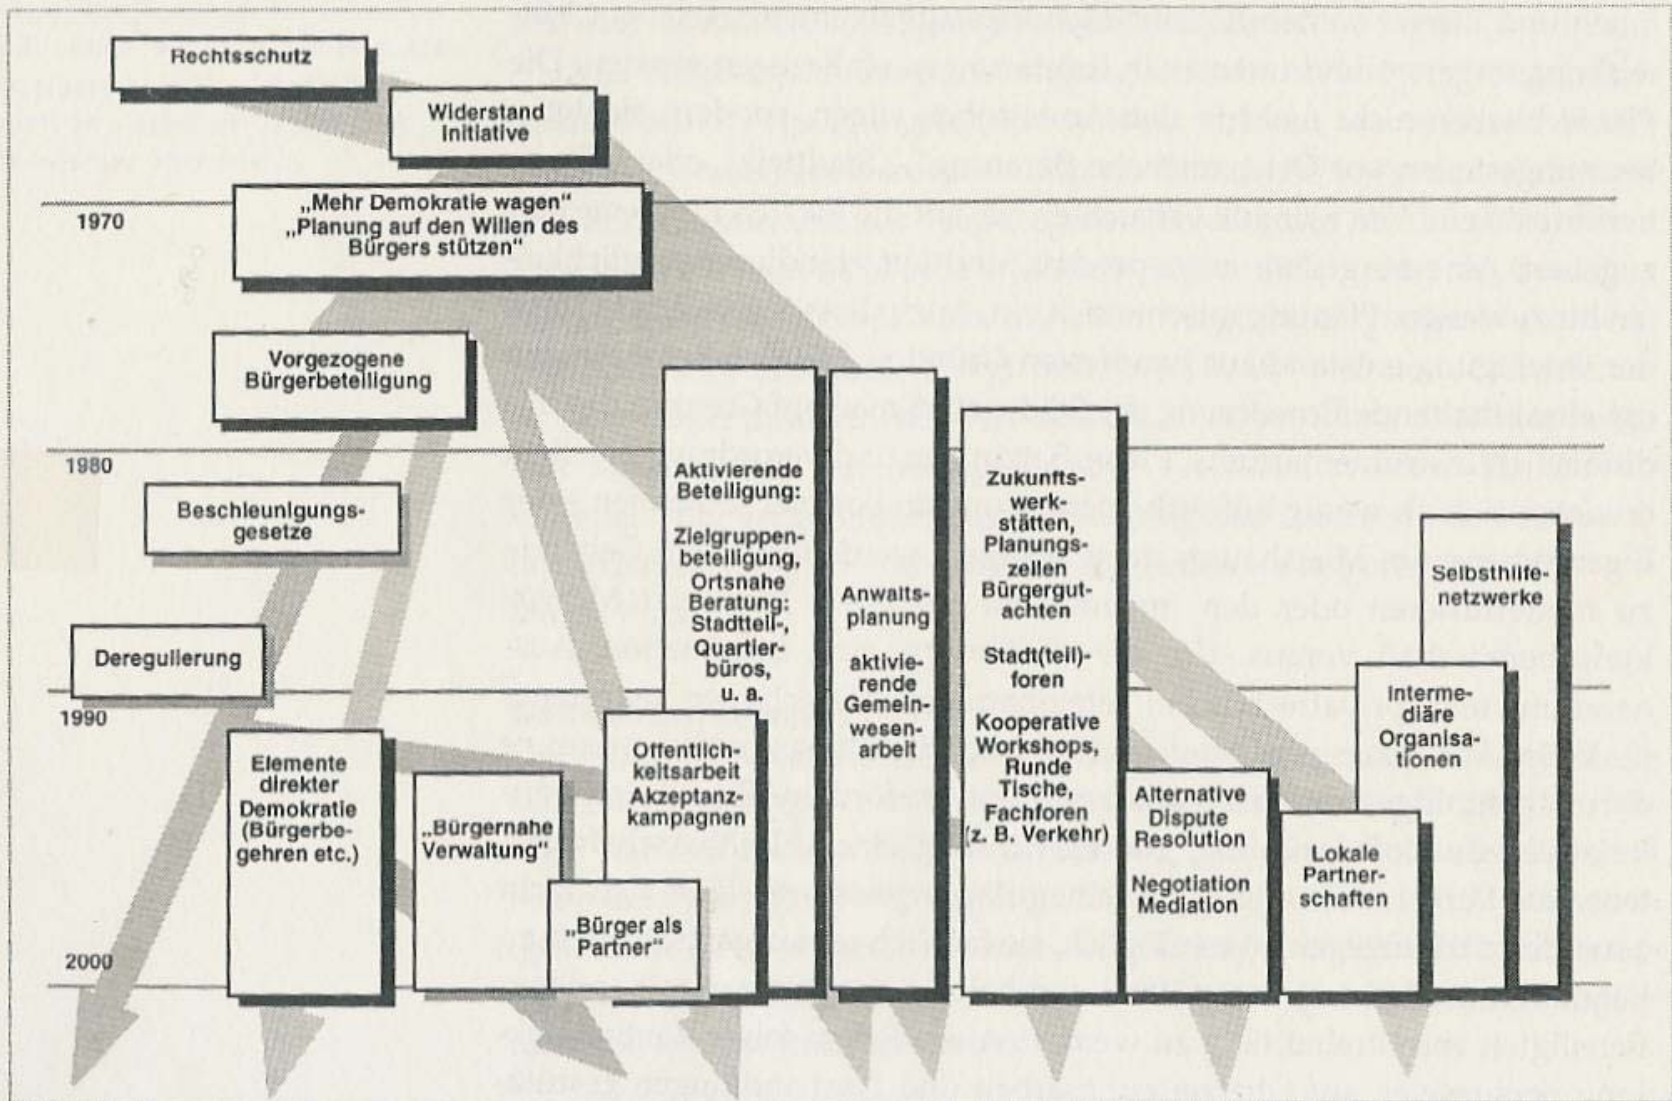 Rechtsschutz
Widerstand
Initiative
1970
„Mehr Demokratie wagen“
„Planung auf den Willen des
Bürgers stützen“
Vorgezogene
Bürgerbeteiligung
1980
Beschleunigungs-
gesetze
Deregulierung
1990
Elemente
direkter
Demokratie
(Bürgerbe-
gehren etc.)
„Bürgernahe
Verwaltung“
„Bürger als
Partner“
Öffentlich-
keitsarbeit
Akzeptanz-
kampagnen
Aktivierende
Beteiligung:
Zielgruppen-
beteiligung,
Ortsnahe
Beratung:
Stadtteil-,
Quartier-
büros,
u. a.
Anwalts-
planung
aktivie-
rende
Gemein-
wesen-
arbeit
Zukunfts-
werk-
stätten,
Planungs-
zellen
Bürgergut-
achten
Stadt(teil)-
foren
Kooperative
Workshops,
Runde
Tische,
Fachforen
(z. B. Verkehr)
Alternative
Dispute
Resolution
Negotiation
Mediation
Lokale
Partner-
schaften
Interme-
diäre
Organisa-
tionen
Selbsthilfe-
netzwerke
2000